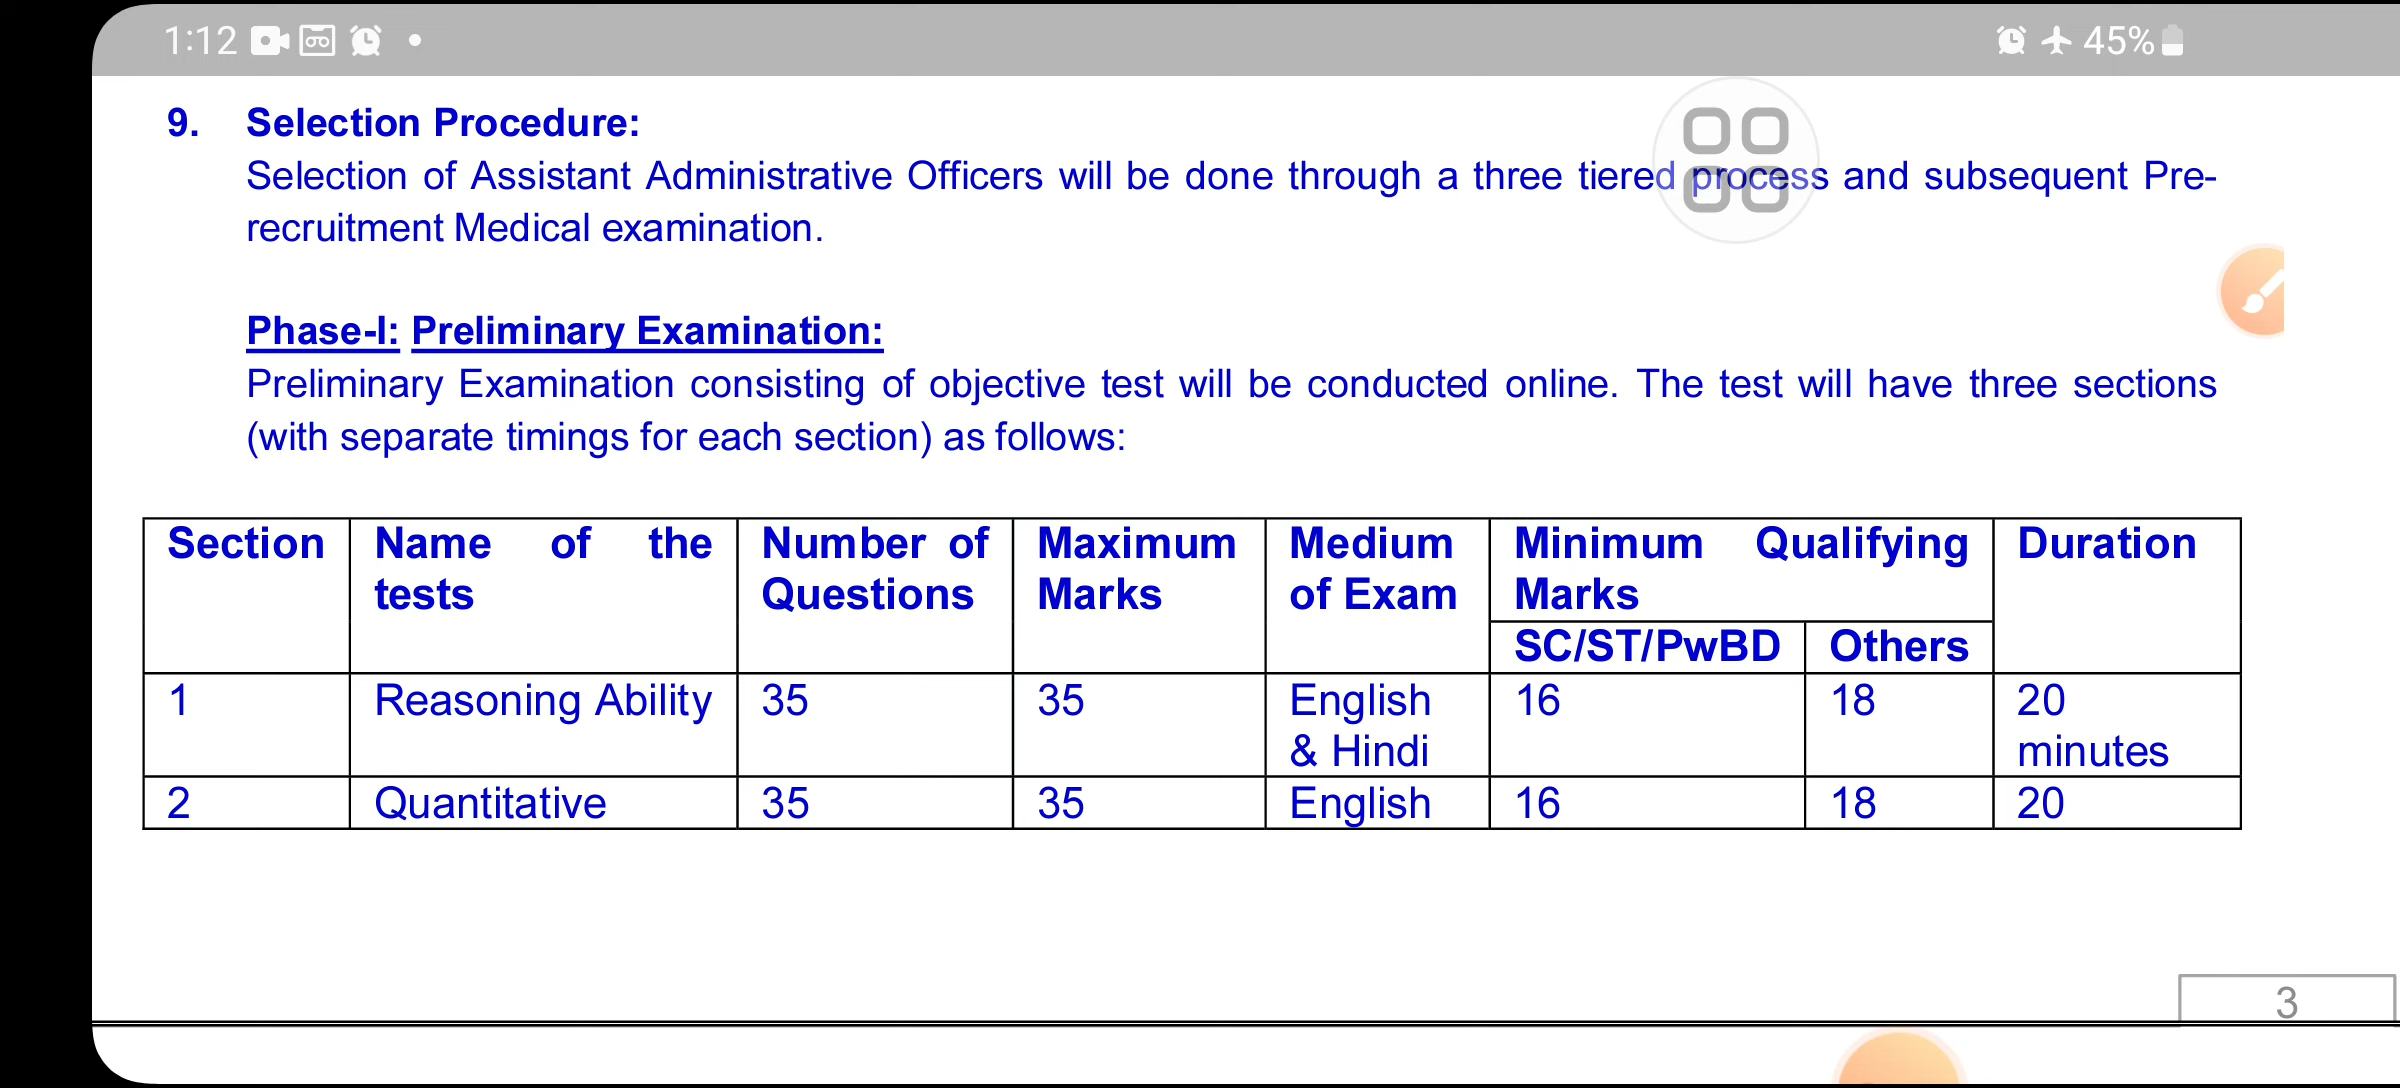 1:12
45%
9. Selection Procedure:
Selection of Assistant Administrative Officers will be done through a three tiered process and subsequent Pre-
recruitment Medical examination.
Phase-I: Preliminary Examination:
Preliminary Examination consisting of objective test will be conducted online. The test will have three sections
(with separate timings for each section) as follows:
Section Name of the Number of Maximum Medium Minimum Qualifying Duration
tests Questions Marks of Exam Marks
SC/ST/PwBD Others
1 Reasoning Ability 35 35 English 16 18 20
& Hindi minutes
2 Quantitative 35 35 English 16 18 20
3